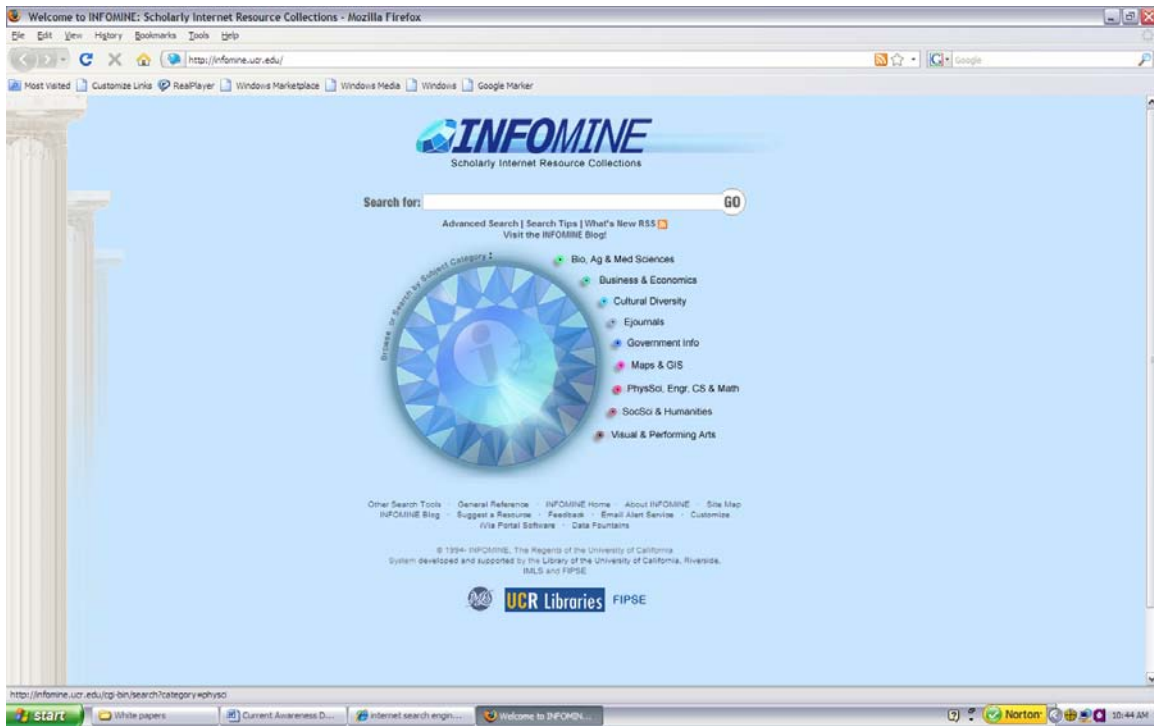 Welcome to INFOMINE: Scholarly Internet Resource Collections - Mozilla Firefox
File Edit View History Bookmarks Tools Help
http://infomine.ucr.edu/
Google
Most Visited Customize Links RealPlayer Windows Marketplace Windows Media Windows Google Marker
INFOMINE
Scholarly Internet Resource Collections
Search for: GO
Advanced Search | Search Tips | What's New RSS
Visit the INFOMINE Blog!
Browse or Search by Subject Category:
Bio, Ag & Med Sciences
Business & Economics
Cultural Diversity
Ejournals
Government Info
Maps & GIS
PhysSci, Engr, CS & Math
SocSci & Humanities
Visual & Performing Arts
Other Search Tools · General Reference · INFOMINE Home · About INFOMINE · Site Map
INFOMINE Blog · Suggest a Resource · Feedback · Email Alert Service · Customize
iVia Portal Software · Data Fountains
© 1994- INFOMINE, The Regents of the University of California
System developed and supported by the Library of the University of California, Riverside,
IMLS and FIPSE
UCR Libraries FIPSE
http://infomine.ucr.edu/cgi-bin/search?category=physci
start White papers Current Awareness D... internet search engin... Welcome to INFOMIN... Norton 10:44 AM